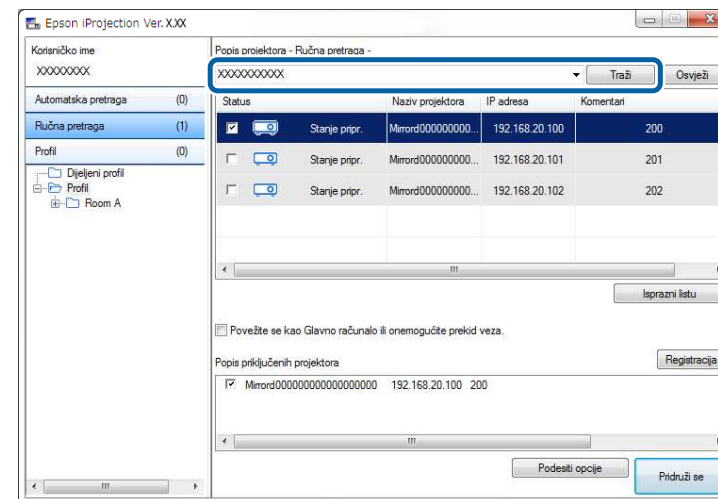 Epson iProjection Ver. X.XX
Korisničko ime
XXXXXXXX
Automatska pretraga (0)
Ručna pretraga (1)
Profil (0)
Dijeljeni profil
Profil
Room A
Popis projektora - Ručna pretraga -
XXXXXXXXXX Traži Osvježi
Status Naziv projektora IP adresa Komentari
Stanje pripr. Mirrord000000000... 192.168.20.100 200
Stanje pripr. Mirrord000000000... 192.168.20.101 201
Stanje pripr. Mirrord000000000... 192.168.20.102 202
Isprazni listu
Povežite se kao Glavno računalo ili onemogućite prekid veza.
Popis priključenih projektora Registracija
Mirrord000000000000000000 192.168.20.100 200
Podesiti opcije Pridruži se